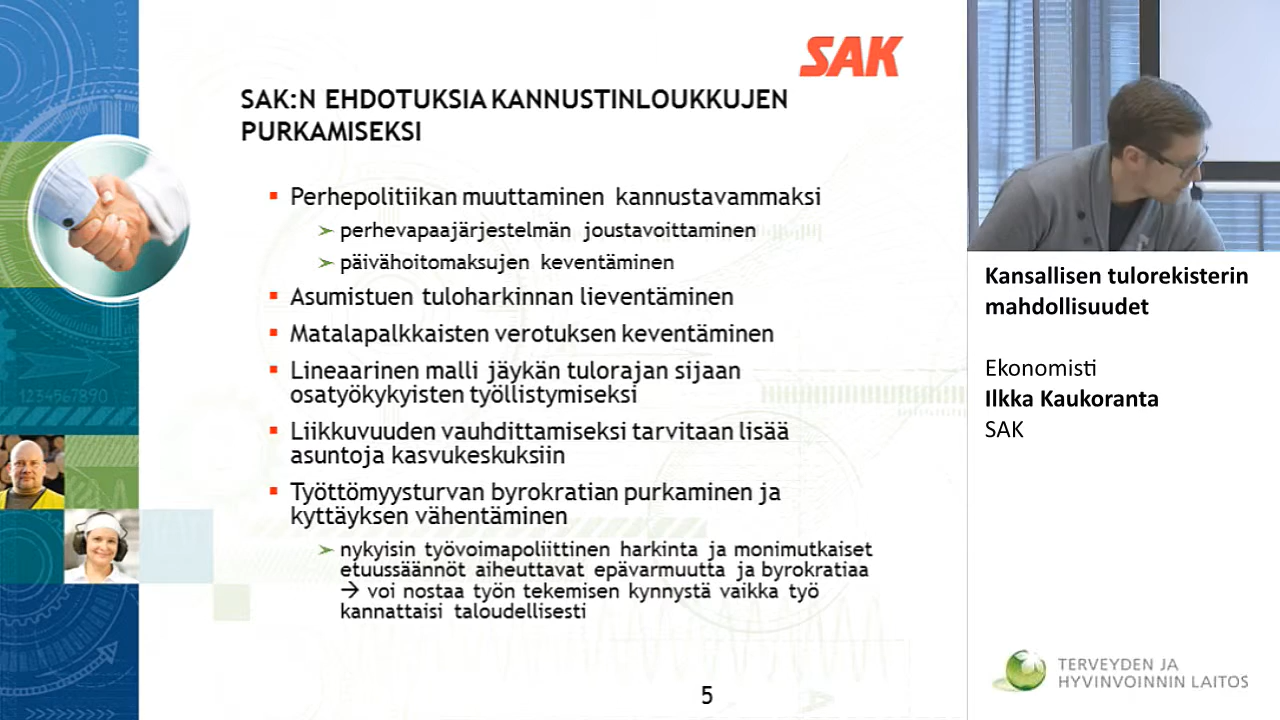 SAK
SAK:N EHDOTUKSIA KANNUSTINLOUKKUJEN
PURKAMISEKSI
▪ Perhepolitiikan muuttaminen kannustavammaksi
➢ perhevapaajärjestelmän joustavoittaminen
➢ päivähoitomaksujen keventäminen
▪ Asumistuen tuloharkinnan lieventäminen
▪ Matalapalkkaisten verotuksen keventäminen
▪ Lineaarinen malli jäykän tulorajan sijaan
osatyökykyisten työllistymiseksi
▪ Liikkuvuuden vauhdittamiseksi tarvitaan lisää
asuntoja kasvukeskuksiin
▪ Työttömyysturvan byrokratian purkaminen ja
kyttäyksen vähentäminen
➢ nykyisin työvoimapoliittinen harkinta ja monimutkaiset
etuussäännöt aiheuttavat epävarmuutta ja byrokratiaa
→ voi nostaa työn tekemisen kynnystä vaikka työ
kannattaisi taloudellisesti
5
1234567890
Kansallisen tulorekisterin
mahdollisuudet
Ekonomisti
Ilkka Kaukoranta
SAK
TERVEYDEN JA
HYVINVOINNIN LAITOS